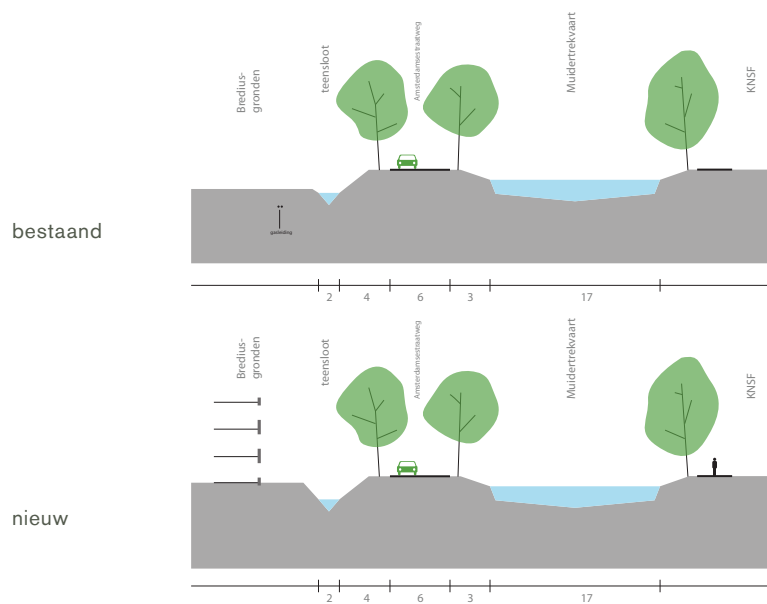 Bredius-
gronden
teensloot
Amsterdamsestraatweg
Muidertrekvaart
KNSF
bestaand
gasleiding
2 4 6 3 17
Bredius-
gronden
teensloot
Amsterdamsestraatweg
Muidertrekvaart
KNSF
nieuw
2 4 6 3 17